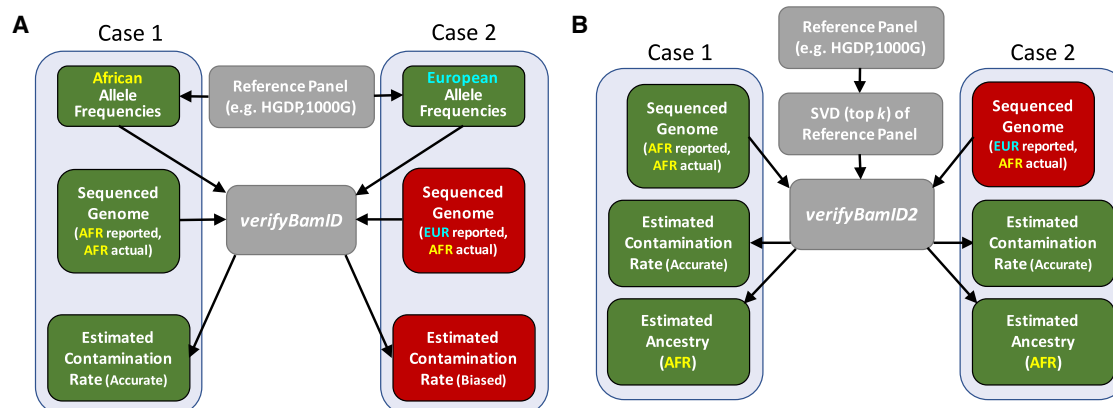 A
Case 1
Case 2
African
Allele
Frequencies
Reference Panel
(e.g. HGDP,1000G)
European
Allele
Frequencies
Sequenced
Genome
(AFR reported,
AFR actual)
verifyBamID
Sequenced
Genome
(EUR reported,
AFR actual)
Estimated
Contamination
Rate (Accurate)
Estimated
Contamination
Rate (Biased)
B
Reference Panel
(e.g. HGDP,1000G)
Case 1
Case 2
SVD (top k) of
Reference Panel
Sequenced
Genome
(AFR reported,
AFR actual)
Sequenced
Genome
(EUR reported,
AFR actual)
verifyBamID2
Estimated
Contamination
Rate (Accurate)
Estimated
Contamination
Rate (Accurate)
Estimated
Ancestry
(AFR)
Estimated
Ancestry
(AFR)